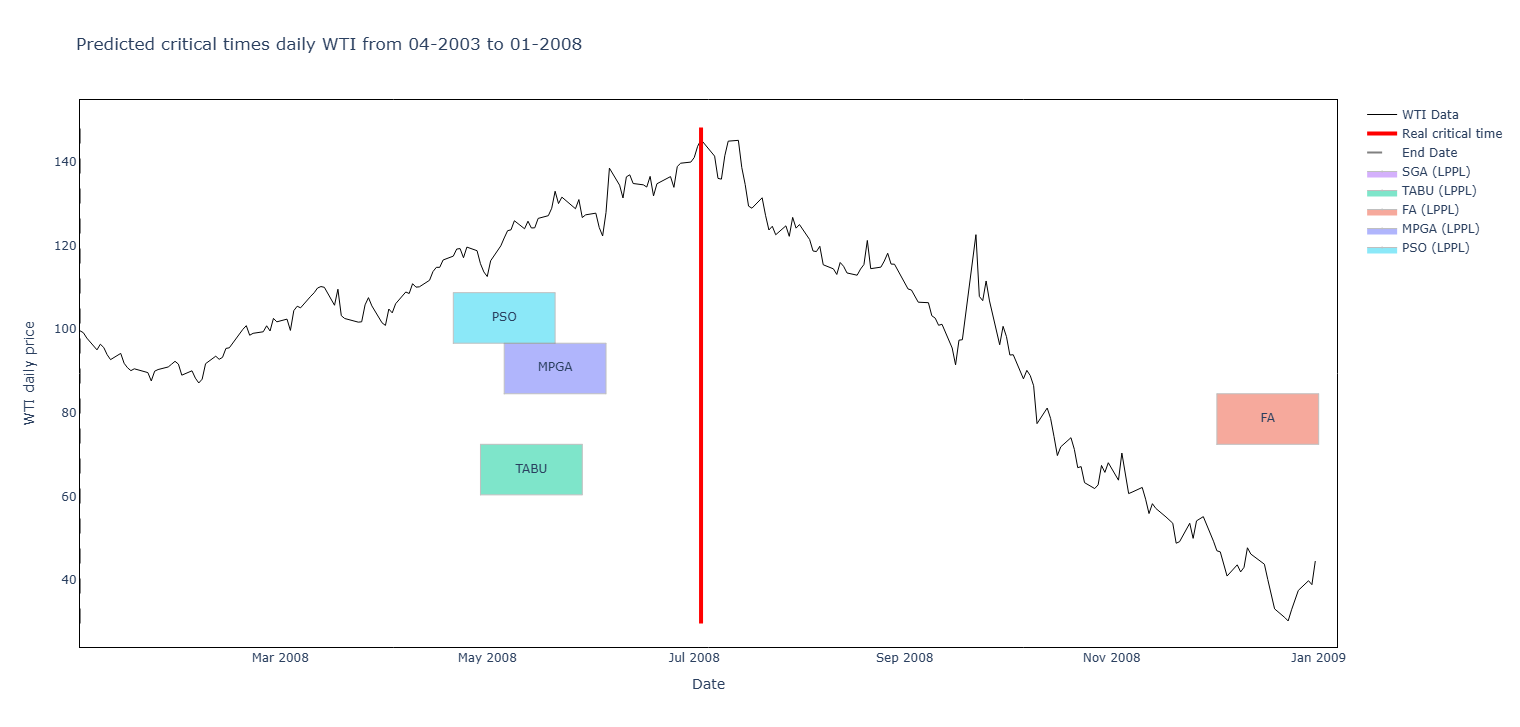 Predicted critical times daily WTI from 04-2003 to 01-2008
WTI Data
Real critical time
End Date
SGA (LPPL)
TABU (LPPL)
FA (LPPL)
MPGA (LPPL)
PSO (LPPL)
WTI daily price
140
120
100
80
60
40
PSO
MPGA
TABU
FA
Mar 2008 May 2008 Jul 2008 Sep 2008 Nov 2008 Jan 2009
Date